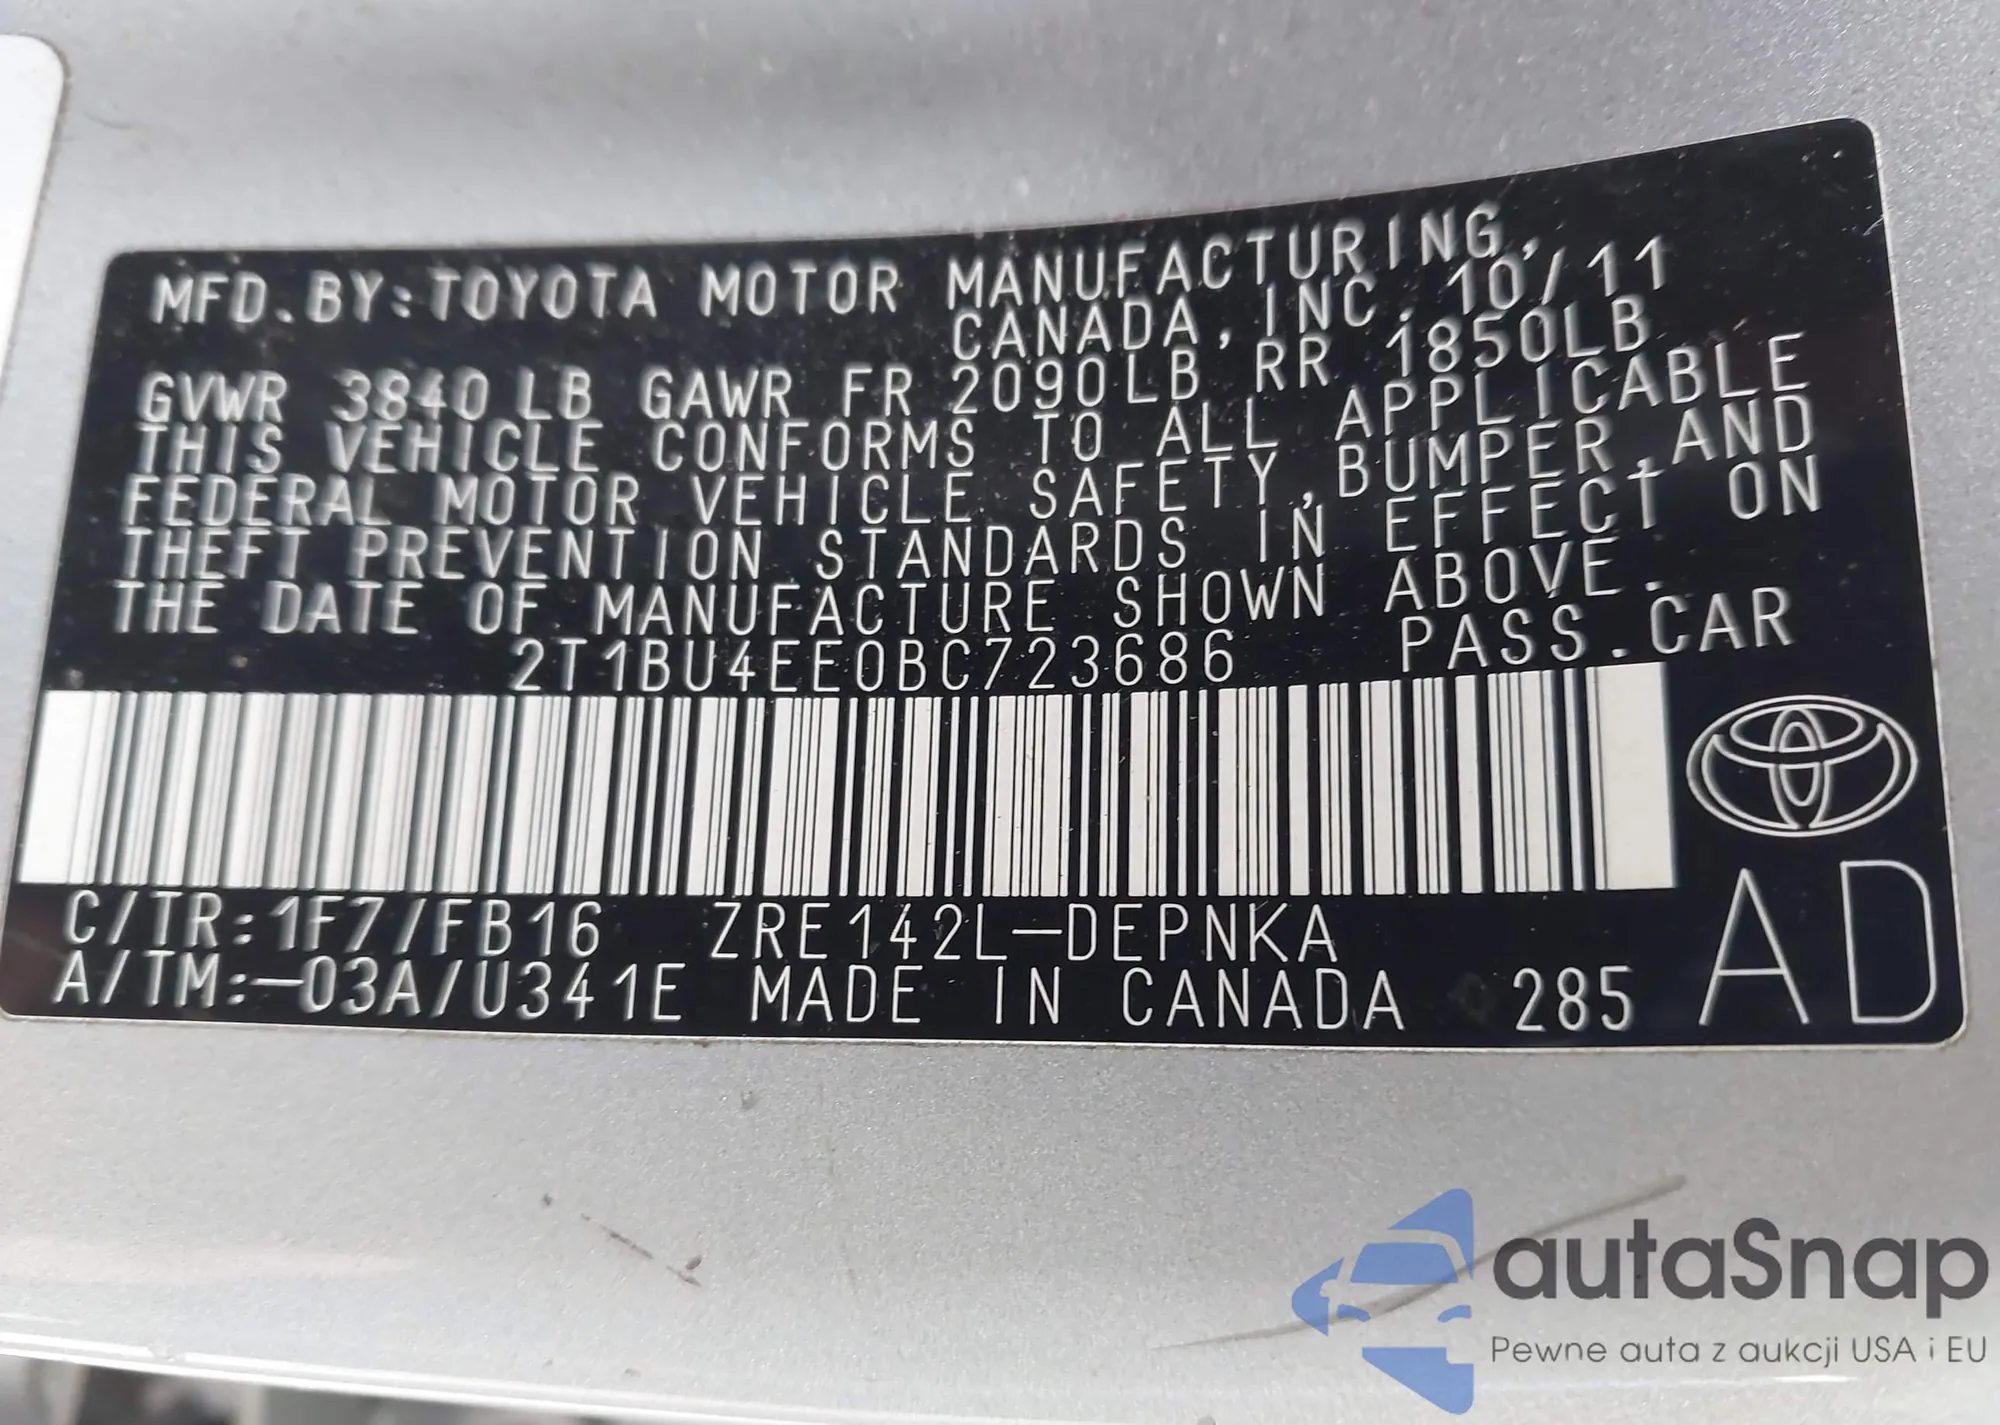 MFD.BY:TOYOTA MOTOR MANUFACTURING,
CANADA, INC. 10/11
GVWR 3840LB GAWR FR 2090LB RR 1850LB
THIS VEHICLE CONFORMS TO ALL APPLICABLE
FEDERAL MOTOR VEHICLE SAFETY,BUMPER,AND
THEFT PREVENTION STANDARDS IN EFFECT ON
THE DATE OF MANUFACTURE SHOWN ABOVE.
2T1BU4EE0BC723686 PASS.CAR
C/TR:1F7/FB16 ZRE142L-DEPNKA
A/TM:-03A/U341E MADE IN CANADA 285 AD
autaSnap
Pewne auta z aukcji USA i EU